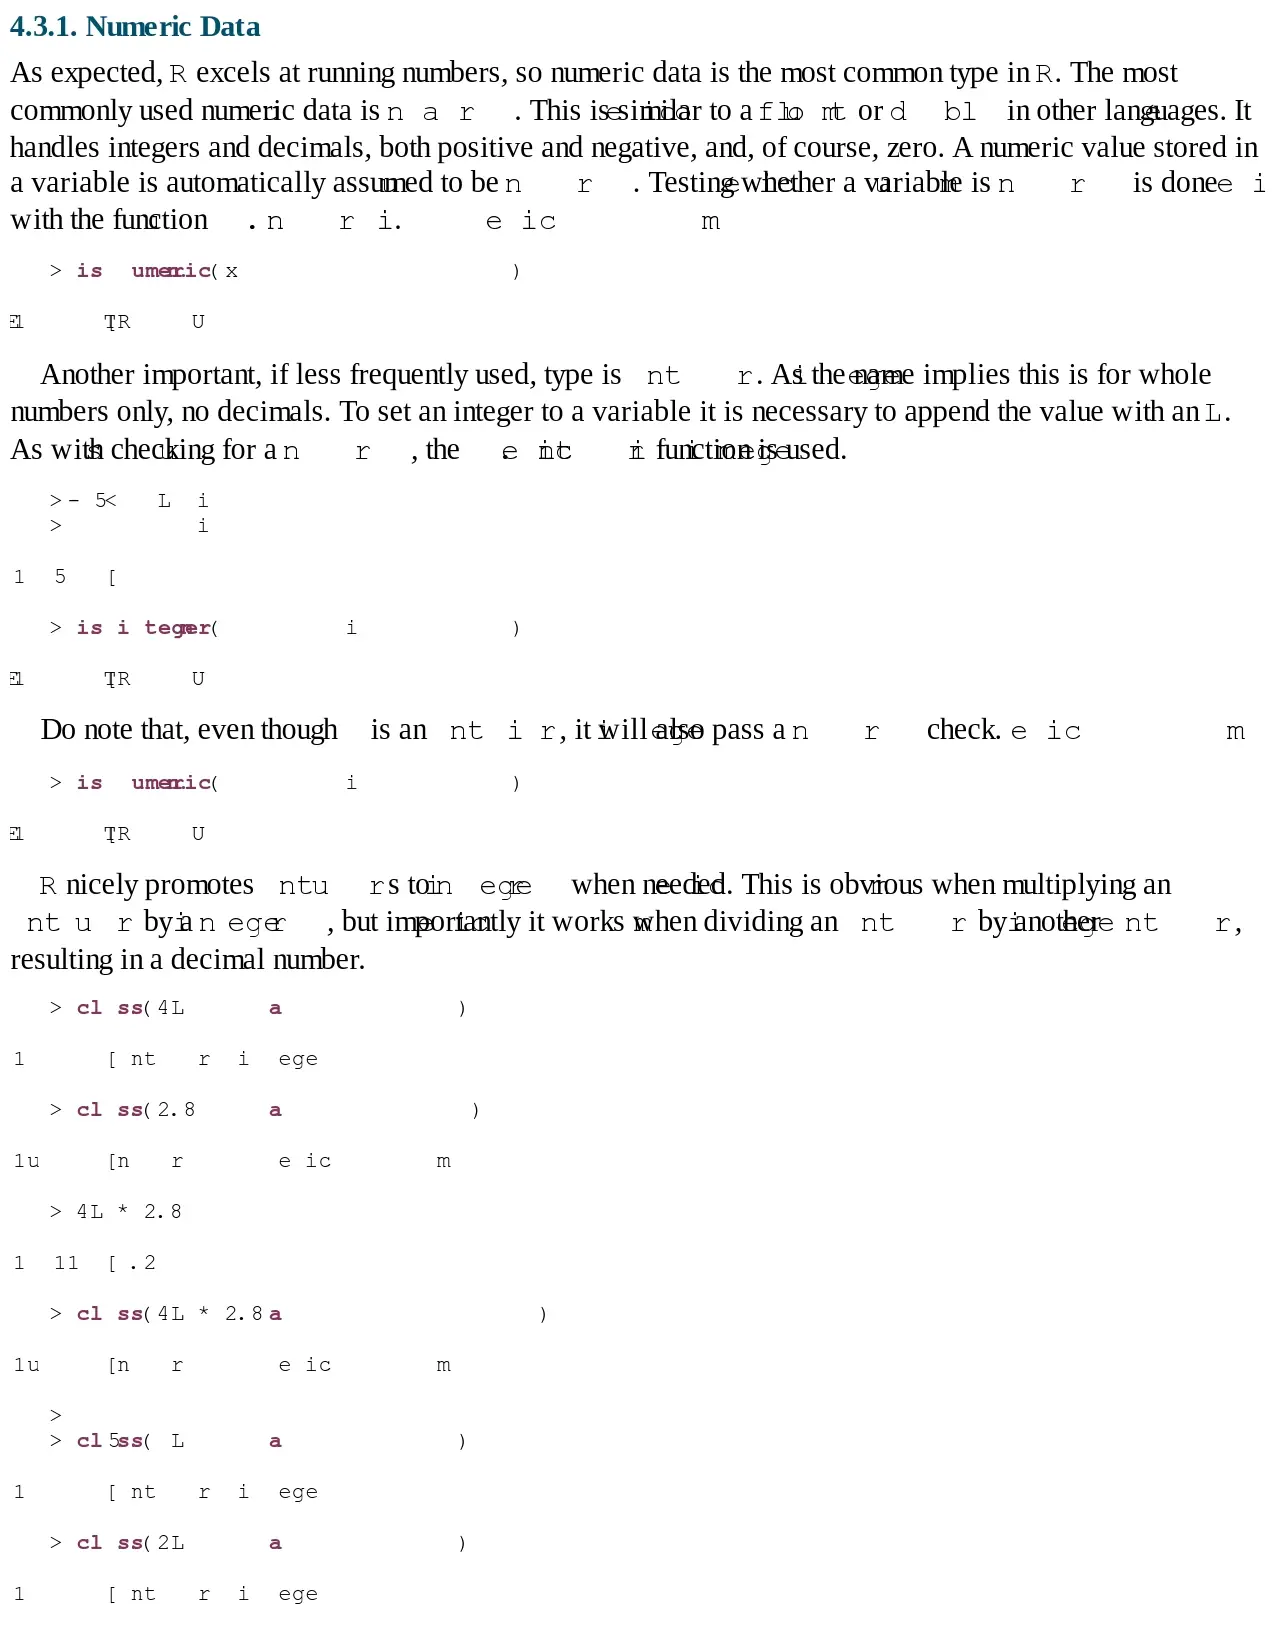 4.3.1. Numeric Data
As expected, R excels at running numbers, so numeric data is the most common type in R. The most
commonly used numeric data is n a r . This is similar to a float or d bl in other languages. It
handles integers and decimals, both positive and negative, and, of course, zero. A numeric value stored in
a variable is automatically assumed to be n r . Testing whether a variable is n r is done e i
with the function . n r i. e ic m
> is umeric( x )
1 TR U
Another important, if less frequently used, type is nt r. As the name implies this is for whole
numbers only, no decimals. To set an integer to a variable it is necessary to append the value with an L.
As with checking for a n r , the function is used.
> - 5< L i
> i
1 5 [
> is i teger( i )
1 TR U
Do note that, even though is an nt i r, it will also pass a n r check. e ic m
> is umeric( i )
1 TR U
R nicely promotes ntu rs to in ege when needed. This is obvious when multiplying an
nt u r by a n ege , but importantly it works when dividing an nt r by another nt r,
resulting in a decimal number.
> cl ss( 4L a )
1 [ nt r i ege
> cl ss( 2.8 a )
1u [n r e ic m
> 4L * 2.8
1 11 [ .2
> cl ss( 4L * 2.8 a )
1u [n r e ic m
>
> cl 5ss( L a )
1 [ nt r i ege
> cl ss( 2L a )
1 [ nt r i ege